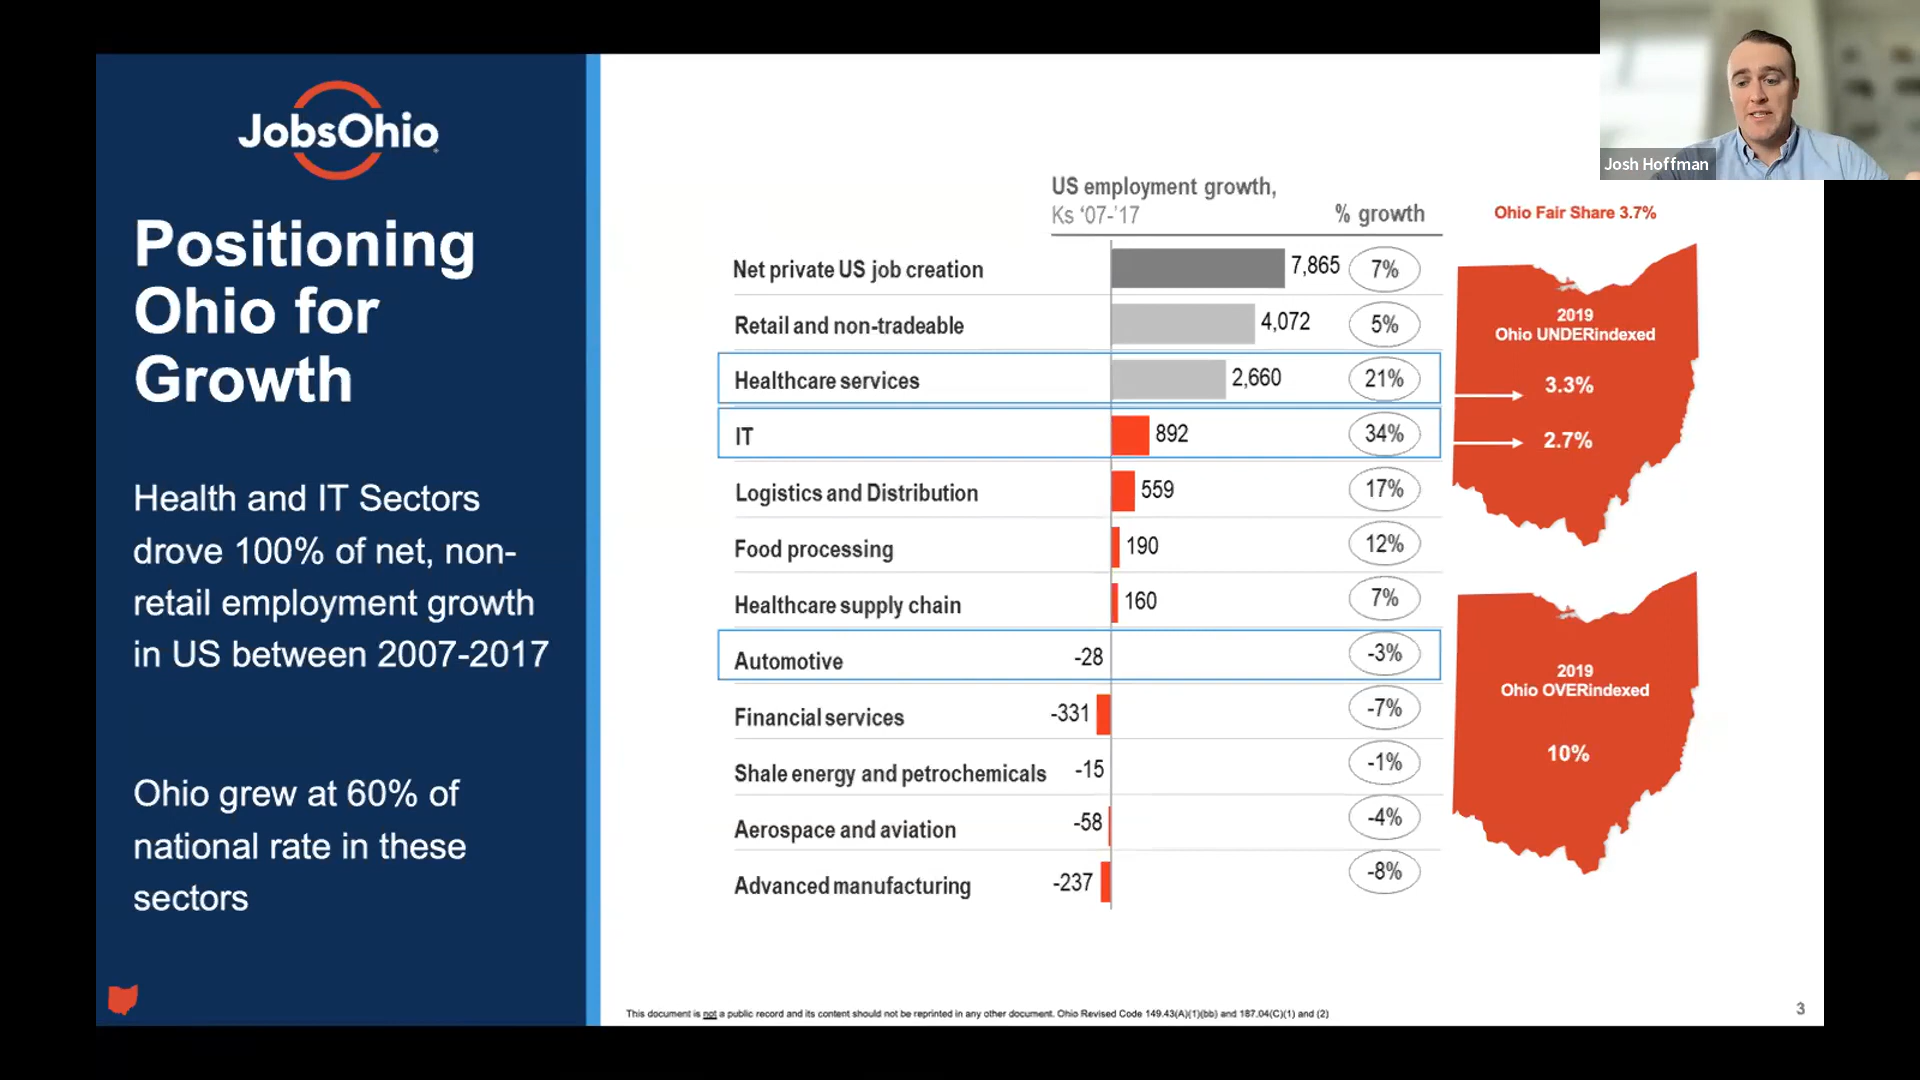 JobsOhio
Positioning
Ohio for
Growth
Health and IT Sectors
drove 100% of net, non-
retail employment growth
in US between 2007-2017
Ohio grew at 60% of
national rate in these
sectors
US employment growth,
Ks ‘07-’17
% growth
Net private US job creation 7,865 7%
Retail and non-tradeable 4,072 5%
Healthcare services 2,660 21%
IT 892 34%
Logistics and Distribution 559 17%
Food processing 190 12%
Healthcare supply chain 160 7%
Automotive -28 -3%
Financial services -331 -7%
Shale energy and petrochemicals -15 -1%
Aerospace and aviation -58 -4%
Advanced manufacturing -237 -8%
Josh Hoffman
Ohio Fair Share 3.7%
2019
Ohio UNDERindexed
3.3%
2.7%
2019
Ohio OVERindexed
10%
This document is not a public record and its content should not be reprinted in any other document. Ohio Revised Code 149.43(A)(1)(bb) and 187.04(C)(1) and (2)
3